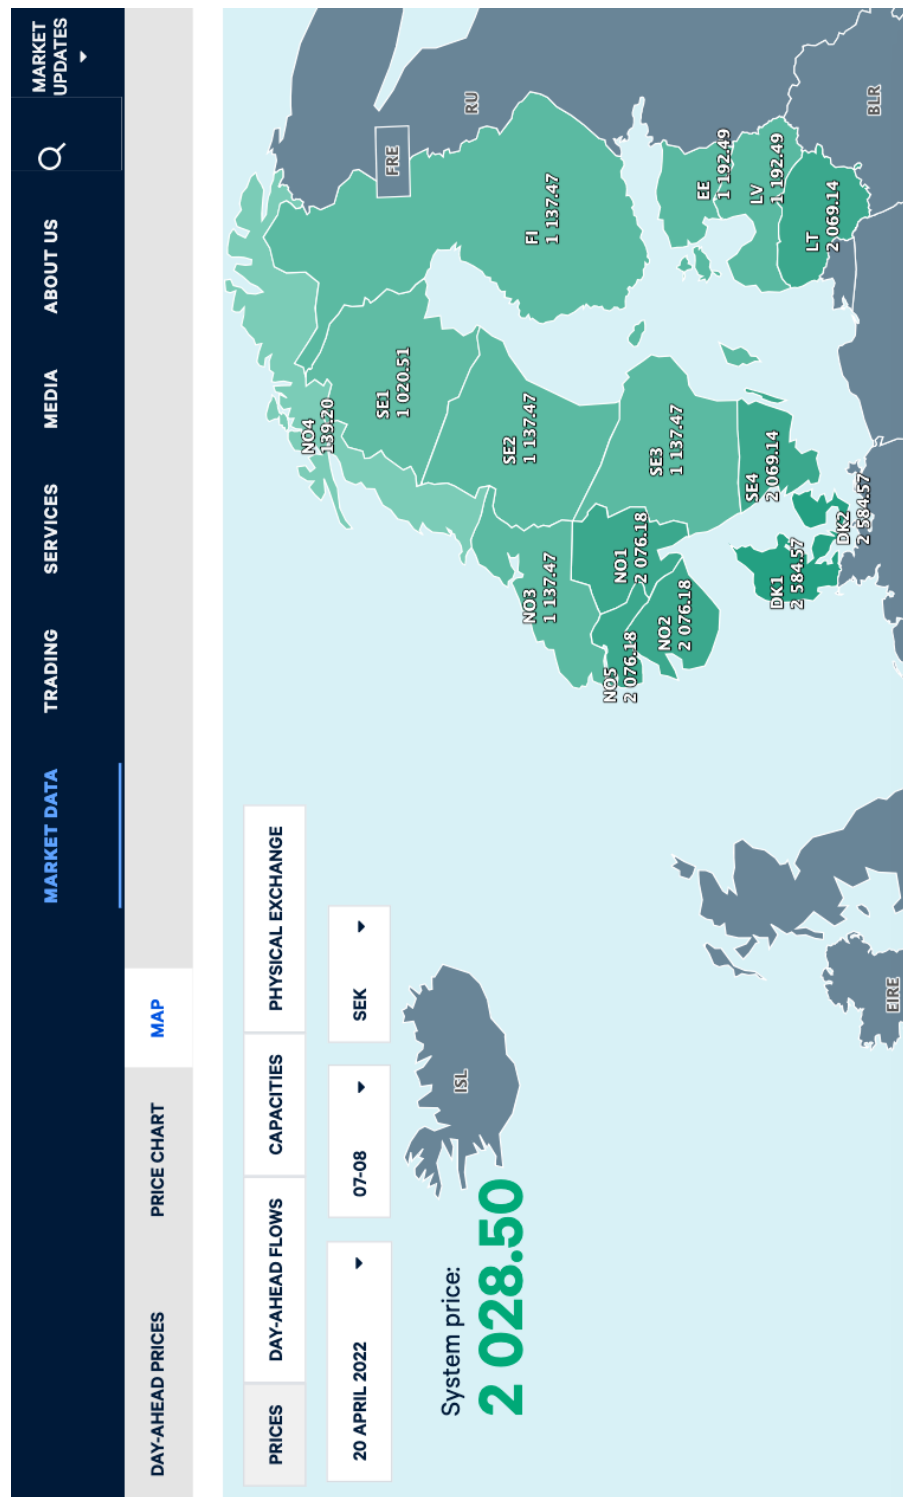 MARKET DATA
TRADING
SERVICES
MEDIA
ABOUT US
MARKET
UPDATES
DAY-AHEAD PRICES
PRICE CHART
MAP
PRICES
DAY-AHEAD FLOWS
CAPACITIES
PHYSICAL EXCHANGE
20 APRIL 2022
07-08
SEK
System price:
2 028.50
ISL
EIRE
NO4
139.20
SE1
1 020.51
FRE
RU
SE2
1 137.47
FI
1 137.47
NO3
1 137.47
NO5
2 076.18
NO1
2 076.18
NO2
2 076.18
SE3
1 137.47
EE
1 192.49
LV
1 192.49
SE4
2 069.14
LT
2 069.14
DK1
2 584.57
DK2
2 584.57
BLR